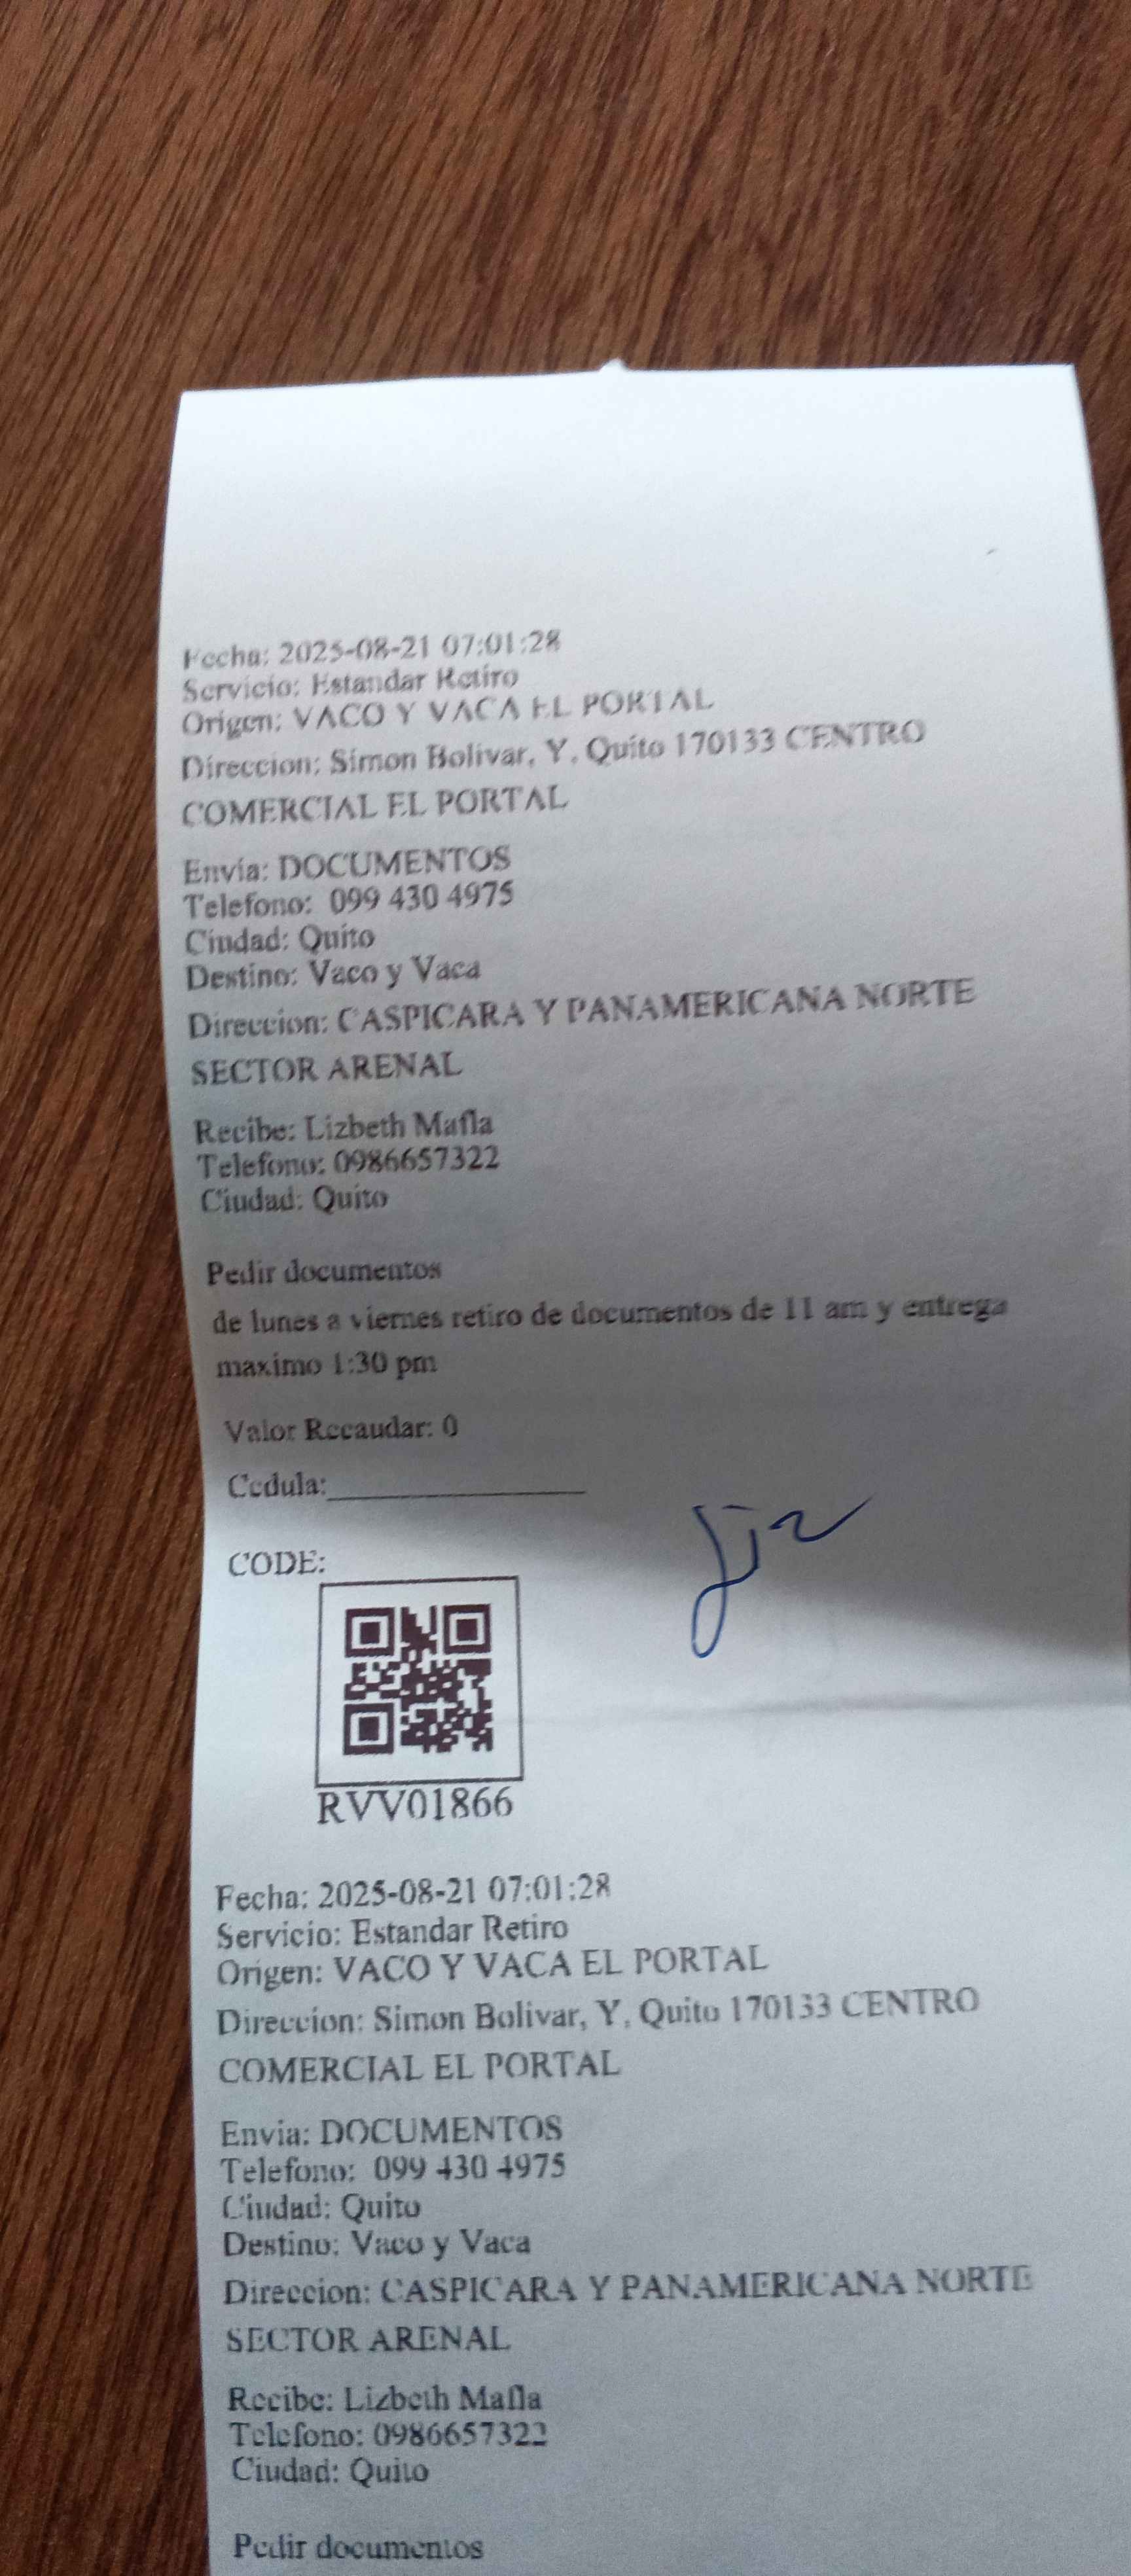 Fecha: 2025-08-21 07:01:28
Servicio: Estandar Retiro
Origen: VACO Y VACA EL PORTAL
Direccion: Simon Bolivar, Y, Quito 170133 CENTRO
COMERCIAL EL PORTAL
Envia: DOCUMENTOS
Telefono: 099 430 4975
Ciudad: Quito
Destino: Vaco y Vaca
Direccion: CASPICARA Y PANAMERICANA NORTE
SECTOR ARENAL
Recibe: Lizbeth Mafla
Telefono: 0986657322
Ciudad: Quito
Pedir documentos
de lunes a viernes retiro de documentos de 11 am y entrega
maximo 1:30 pm
Valor Recaudar: 0
Cedula:
CODE:
RVV01866
Fecha: 2025-08-21 07:01:28
Servicio: Estandar Retiro
Origen: VACO Y VACA EL PORTAL
Direccion: Simon Bolivar, Y, Quito 170133 CENTRO
COMERCIAL EL PORTAL
Envia: DOCUMENTOS
Telefono: 099 430 4975
Ciudad: Quito
Destino: Vaco y Vaca
Direccion: CASPICARA Y PANAMERICANA NORTE
SECTOR ARENAL
Recibe: Lizbeth Mafla
Telefono: 0986657322
Ciudad: Quito
Pedir documentos